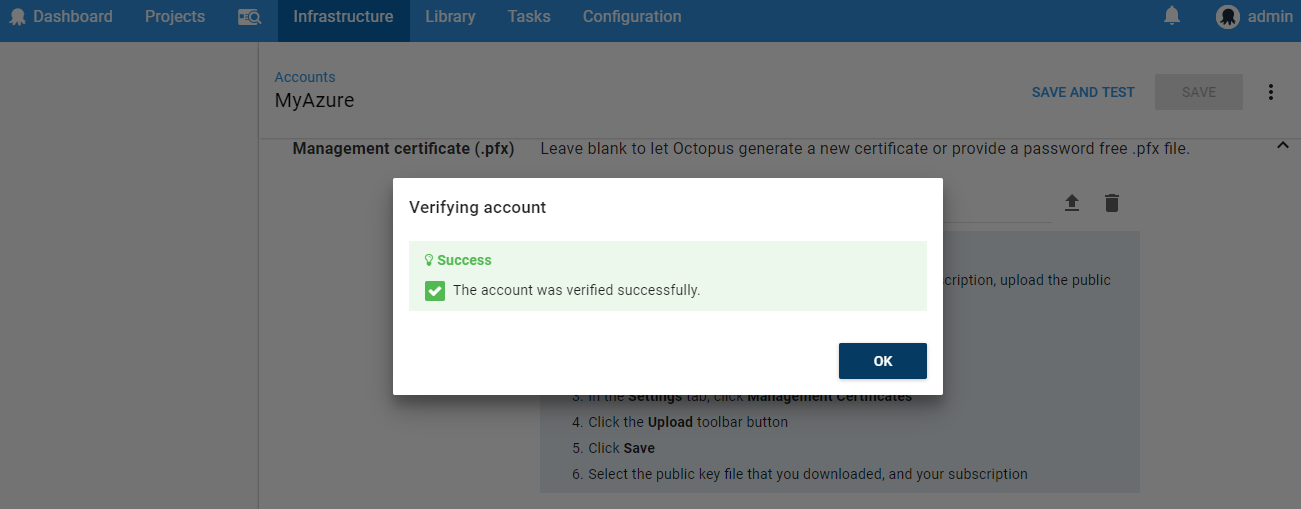 Dashboard Projects Infrastructure Library Tasks Configuration admin
Accounts
MyAzure
SAVE AND TEST SAVE
Management certificate (.pfx) Leave blank to let Octopus generate a new certificate or provide a password free .pfx file.
Verifying account
Success
The account was verified successfully.
OK
cription, upload the public
3. In the Settings tab, click Management Certificates
4. Click the Upload toolbar button
5. Click Save
6. Select the public key file that you downloaded, and your subscription